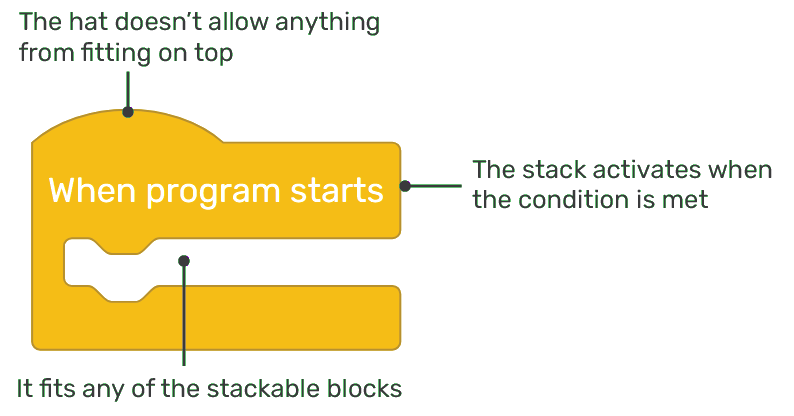 The hat doesn’t allow anything
from fitting on top
When program starts
The stack activates when
the condition is met
It fits any of the stackable blocks